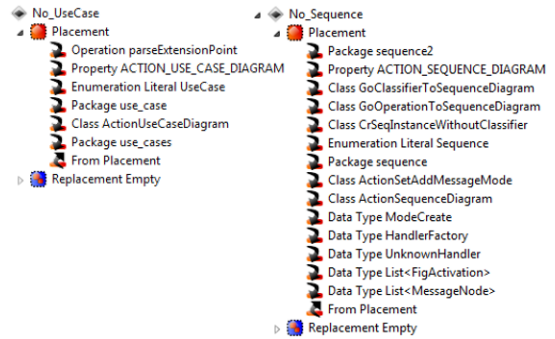 No_UseCase
Placement
Operation parseExtensionPoint
Property ACTION_USE_CASE_DIAGRAM
Enumeration Literal UseCase
Package use_case
Class ActionUseCaseDiagram
Package use_cases
From Placement
Replacement Empty
No_Sequence
Placement
Package sequence2
Property ACTION_SEQUENCE_DIAGRAM
Class GoClassifierToSequenceDiagram
Class GoOperationToSequenceDiagram
Class CrSeqInstanceWithoutClassifier
Enumeration Literal Sequence
Package sequence
Class ActionSetAddMessageMode
Class ActionSequenceDiagram
Data Type ModeCreate
Data Type HandlerFactory
Data Type UnknownHandler
Data Type List<FigActivation>
Data Type List<MessageNode>
From Placement
Replacement Empty